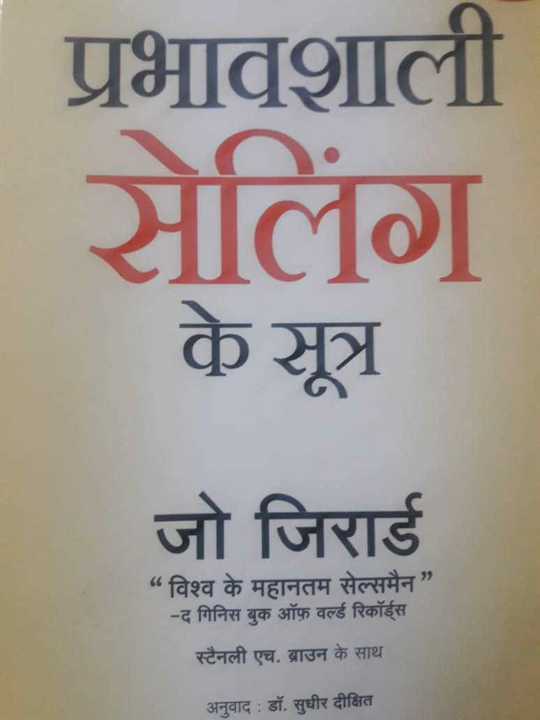 प्रभावशाली
सेलिंग
के सूत्र
जो जिरार्ड
“ विश्व के महानतम सेल्समैन ”
–द गिनिस बुक ऑफ़ वर्ल्ड रिकॉर्ड्स
स्टैनली एच. ब्राउन के साथ
अनुवाद : डॉ. सुधीर दीक्षित